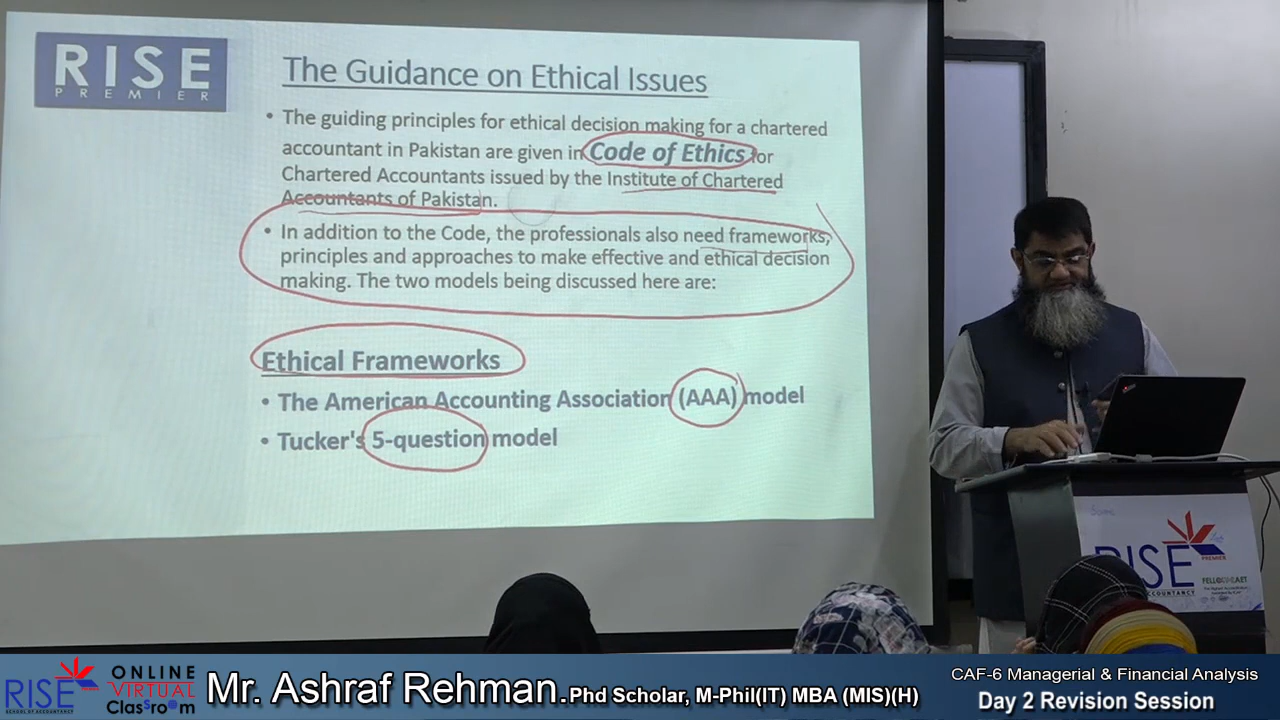 RISE
PREMIER
The Guidance on Ethical Issues
• The guiding principles for ethical decision making for a chartered
accountant in Pakistan are given in Code of Ethics for
Chartered Accountants issued by the Institute of Chartered
Accountants of Pakistan.
• In addition to the Code, the professionals also need frameworks,
principles and approaches to make effective and ethical decision
making. The two models being discussed here are:
Ethical Frameworks
• The American Accounting Association (AAA) model
• Tucker's 5-question model
RISE
PREMIER
RISE
SCHOOL OF ACCOUNTANCY
ONLINE
VIRTUAL
Classroom
Mr. Ashraf Rehman.Phd Scholar, M-Phil(IT) MBA (MIS)(H)
CAF-6 Managerial & Financial Analysis
Day 2 Revision Session